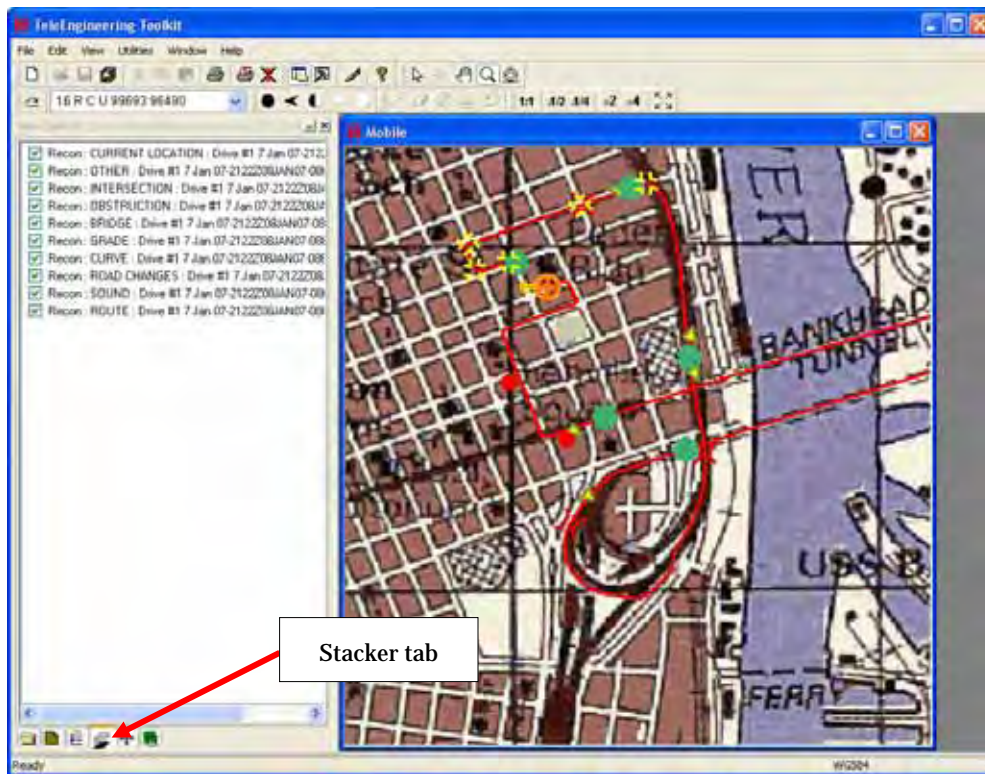 TeleEngineering Toolkit
File Edit View Utilities Window Help
16 R C U 99693 96490
1:1 x2 x4
Mobile
Recon : CURRENT LOCATION : Drive #1 7 Jan 07-2122
Recon : OTHER : Drive #1 7 Jan 07-2122Z08JAN07-08
Recon : INTERSECTION : Drive #1 7 Jan 07-2122Z08JA
Recon : OBSTRUCTION : Drive #1 7 Jan 07-2122Z08JA
Recon : BRIDGE : Drive #1 7 Jan 07-2122Z08JAN07-08
Recon : GRADE : Drive #1 7 Jan 07-2122Z08JAN07-08
Recon : CURVE : Drive #1 7 Jan 07-2122Z08JAN07-08
Recon : ROAD CHANGES : Drive #1 7 Jan 07-2122Z08
Recon : SOUND : Drive #1 7 Jan 07-2122Z08JAN07-08
Recon : ROUTE : Drive #1 7 Jan 07-2122Z08JAN07-08
Sch
VER
BANKHEAD
TUNNEL
USS B
Stacker tab
Ready
WGS84